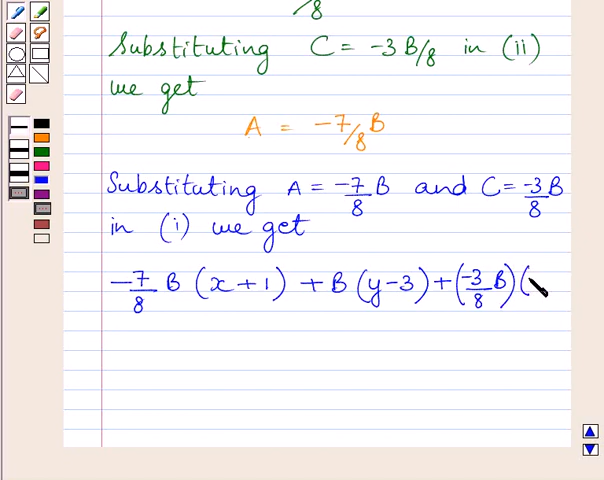 /8
Substituting C = -3B/8 in (ii)
we get
A = -7/8 B
Substituting A = -7/8 B and C = -3/8 B
in (i) we get
-7/8 B (x+1) + B (y-3) + (-3/8 B) (